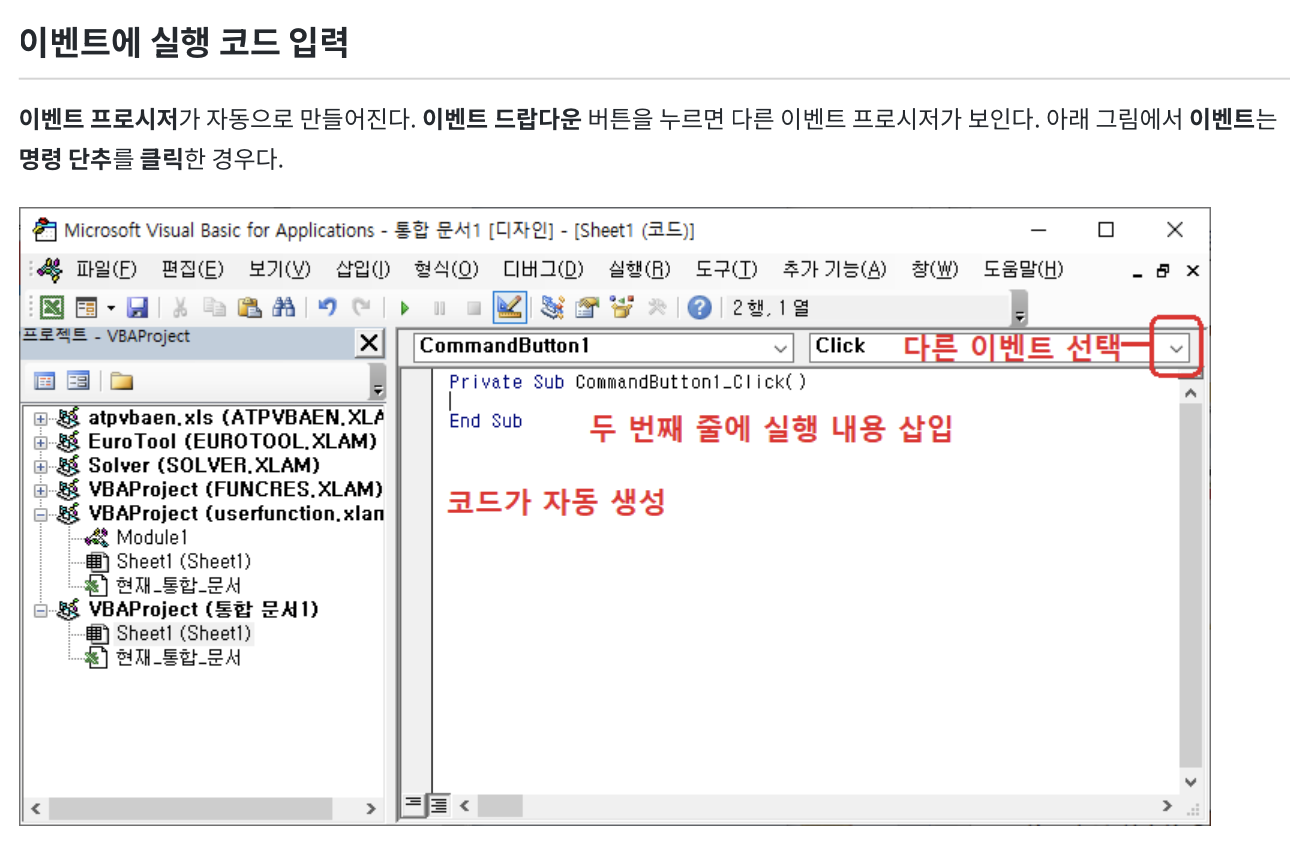 이벤트에 실행 코드 입력
이벤트 프로시저가 자동으로 만들어진다. 이벤트 드랍다운 버튼을 누르면 다른 이벤트 프로시저가 보인다. 아래 그림에서 이벤트는
명령 단추를 클릭한 경우다.
Microsoft Visual Basic for Applications - 통합 문서1 [디자인] - [Sheet1 (코드)]
파일(F) 편집(E) 보기(V) 삽입(I) 형식(O) 디버그(D) 실행(R) 도구(T) 추가 기능(A) 창(W) 도움말(H)
2 행, 1 열
프로젝트 - VBAProject
CommandButton1 Click 다른 이벤트 선택
Private Sub CommandButton1_Click()
End Sub
두 번째 줄에 실행 내용 삽입
코드가 자동 생성
atpvbaen.xls (ATPVBAEN.XLA
EuroTool (EUROTOOL.XLAM)
Solver (SOLVER.XLAM)
VBAProject (FUNCRES.XLAM)
VBAProject (userfunction.xlam
Module1
Sheet1 (Sheet1)
현재_통합_문서
VBAProject (통합 문서1)
Sheet1 (Sheet1)
현재_통합_문서